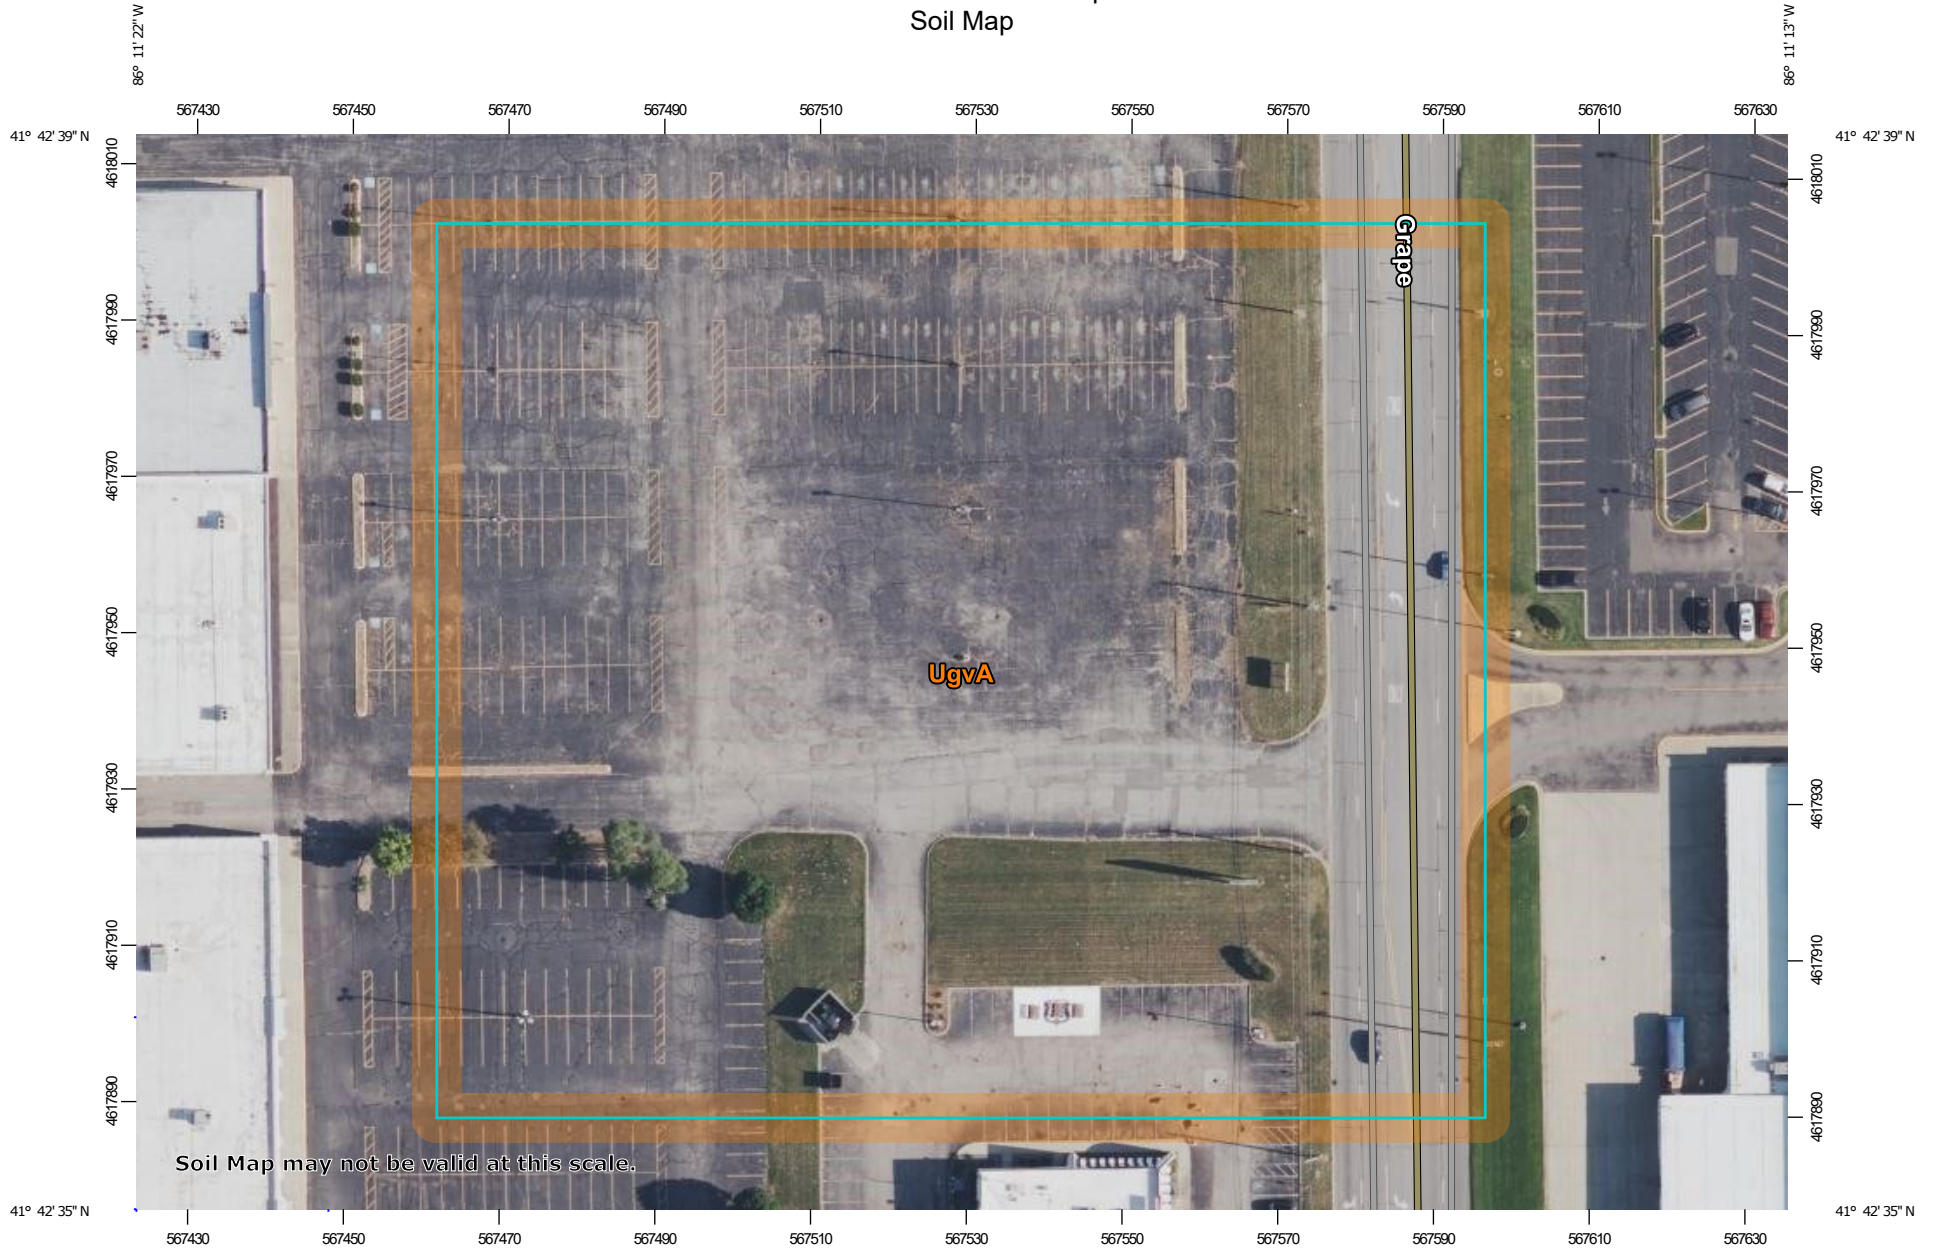 Soil Map
86° 11' 22" W
86° 11' 13" W
567430 567450 567470 567490 567510 567530 567550 567570 567590 567610 567630
41° 42' 39" N
41° 42' 39" N
4618010
4618010
Grape
4617990
4617990
4617970
4617970
4617950
4617950
UgvA
4617930
4617930
4617910
4617910
4617890
4617890
Soil Map may not be valid at this scale.
41° 42' 35" N
41° 42' 35" N
567430 567450 567470 567490 567510 567530 567550 567570 567590 567610 567630